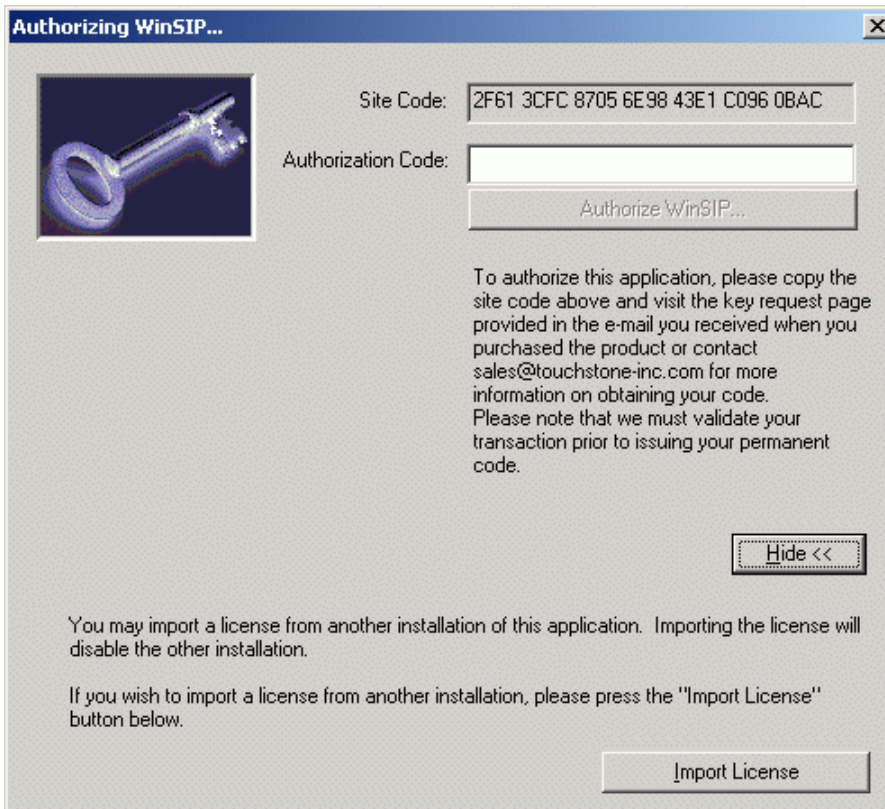 Authorizing WinSIP...
Site Code: 2F61 3CFC 8705 6E98 43E1 C096 0BAC
Authorization Code:
Authorize WinSIP...
To authorize this application, please copy the
site code above and visit the key request page
provided in the e-mail you received when you
purchased the product or contact
sales@touchstone-inc.com for more
information on obtaining your code.
Please note that we must validate your
transaction prior to issuing your permanent
code.
Hide <<
You may import a license from another installation of this application.  Importing the license will
disable the other installation.
If you wish to import a license from another installation, please press the "Import License"
button below.
Import License